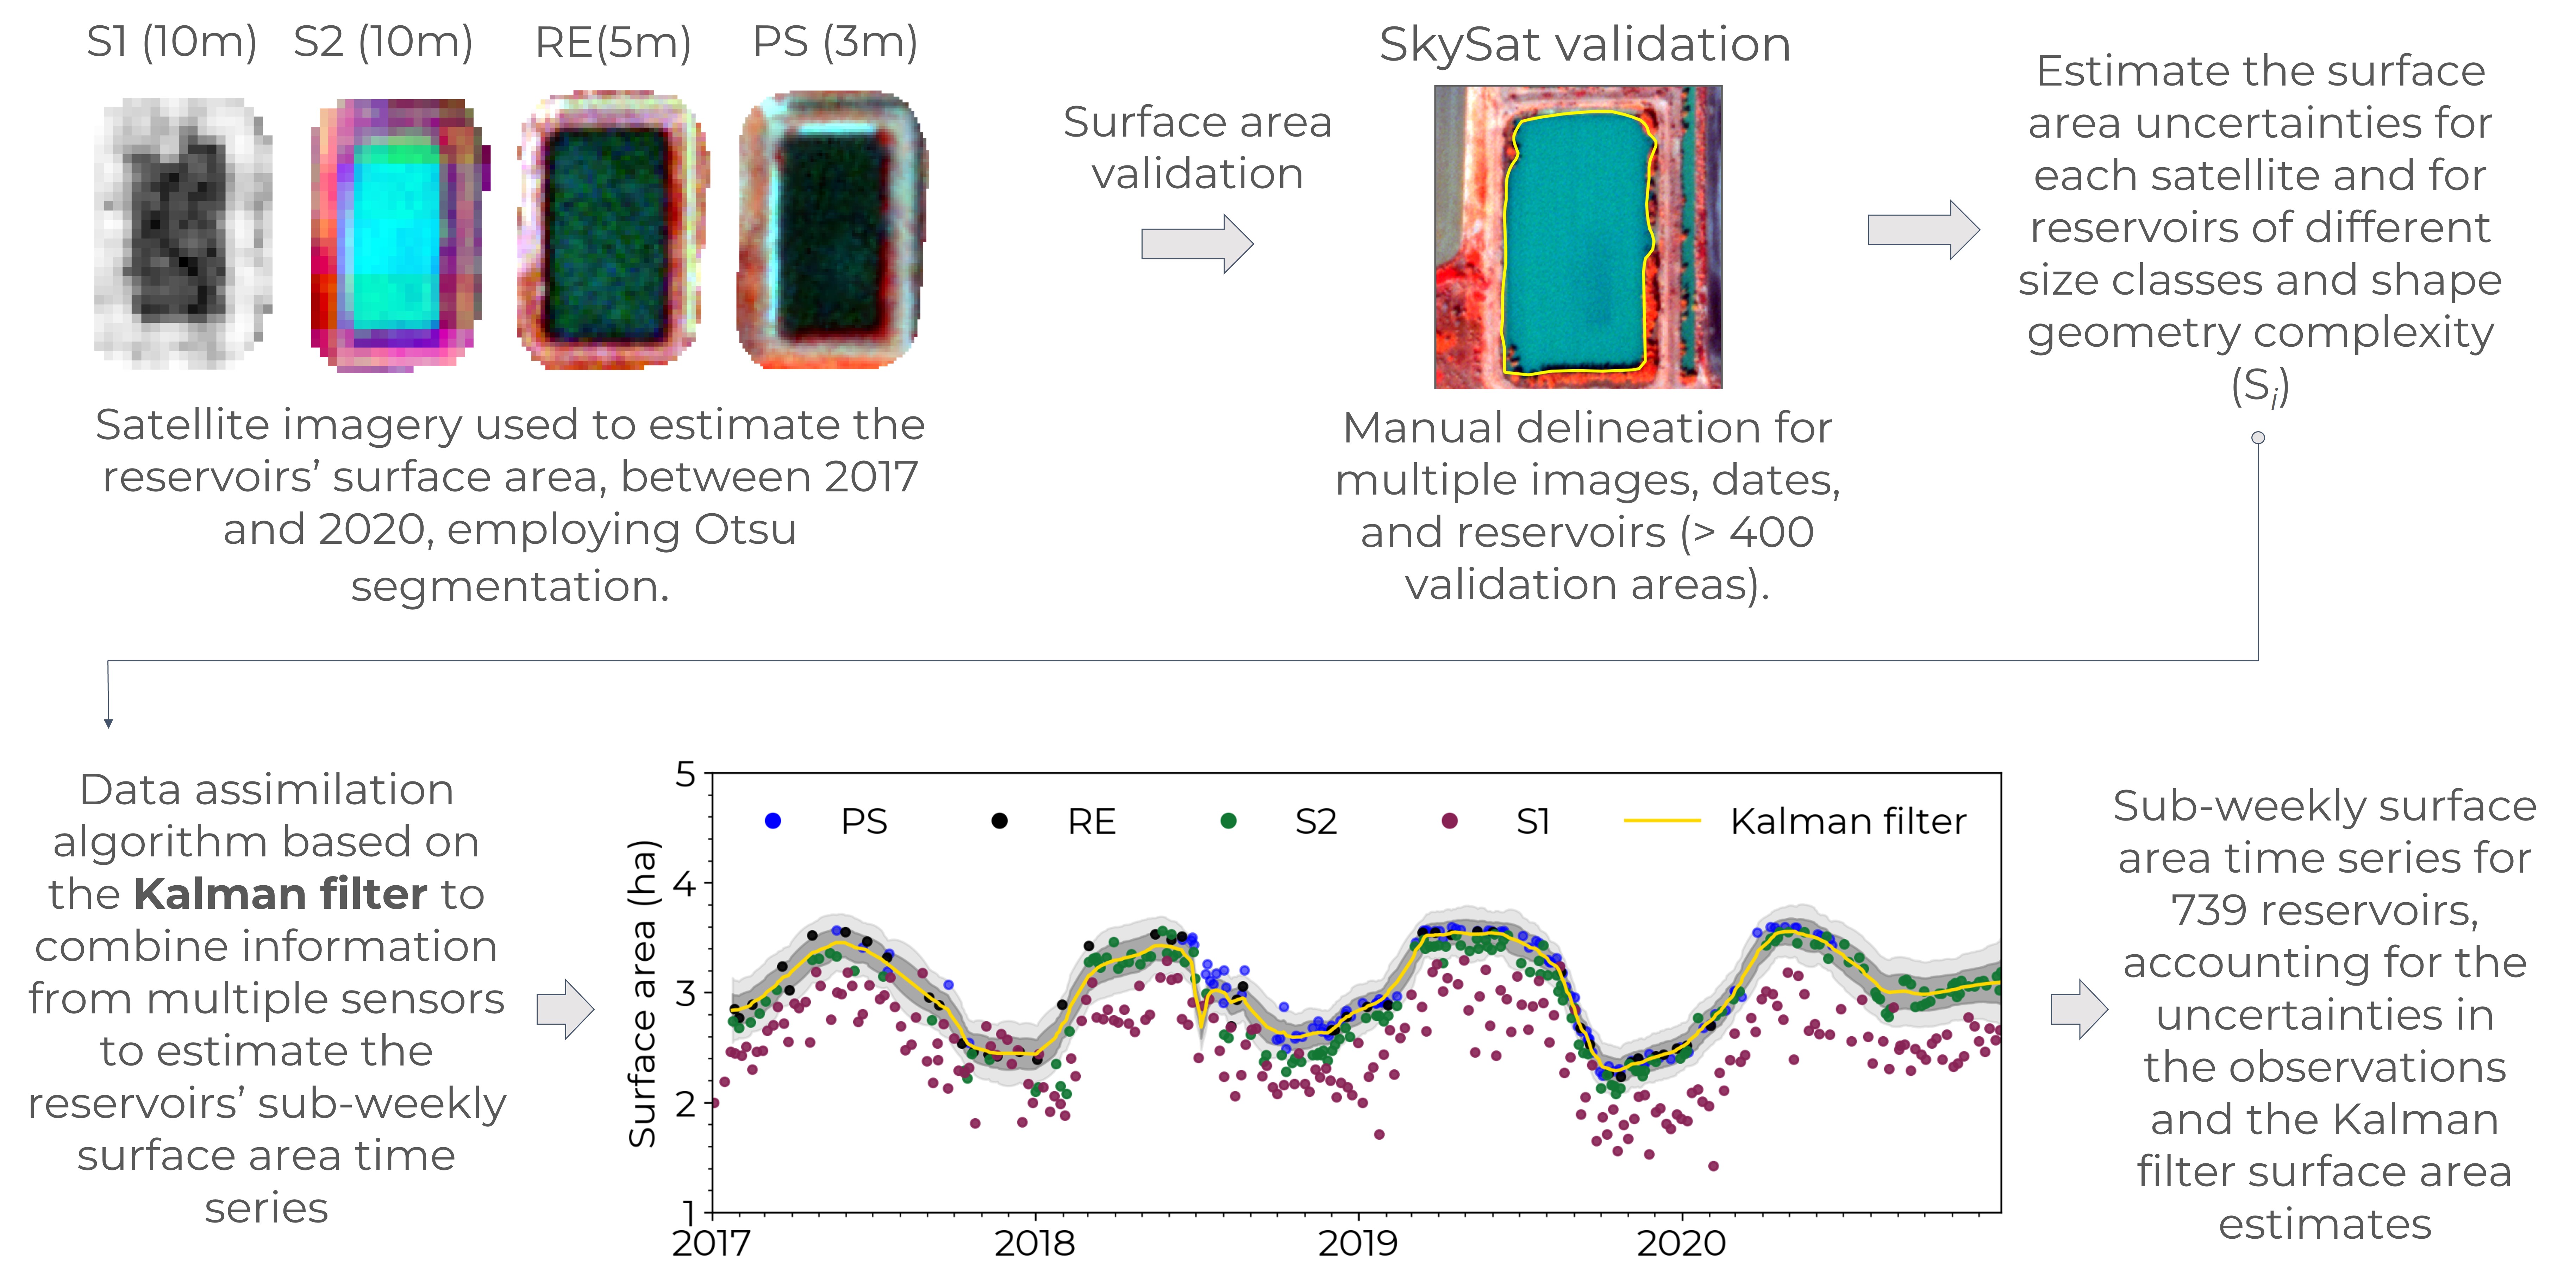 S1 (10m) S2 (10m) RE(5m) PS (3m)
Satellite imagery used to estimate the
reservoirs’ surface area, between 2017
and 2020, employing Otsu
segmentation.
Surface area
validation
SkySat validation
Manual delineation for
multiple images, dates,
and reservoirs (> 400
validation areas).
Estimate the surface
area uncertainties for
each satellite and for
reservoirs of different
size classes and shape
geometry complexity
(Si)
Data assimilation
algorithm based on
the Kalman filter to
combine information
from multiple sensors
to estimate the
reservoirs’ sub-weekly
surface area time
series
Surface area (ha)
5
4
3
2
1
PS RE S2 S1 Kalman filter
2017 2018 2019 2020
Sub-weekly surface
area time series for
739 reservoirs,
accounting for the
uncertainties in
the observations
and the Kalman
filter surface area
estimates